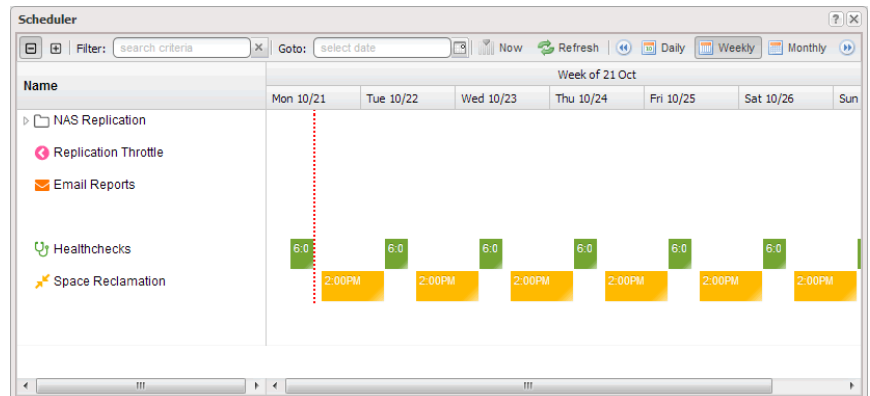 Scheduler
Filter: search criteria Goto: select date Now Refresh Daily Weekly Monthly
Name
Week of 21 Oct
Mon 10/21 Tue 10/22 Wed 10/23 Thu 10/24 Fri 10/25 Sat 10/26 Sun
NAS Replication
Replication Throttle
Email Reports
Healthchecks 6:0 6:0 6:0 6:0 6:0 6:0
Space Reclamation 2:00PM 2:00PM 2:00PM 2:00PM 2:00PM 2:00PM